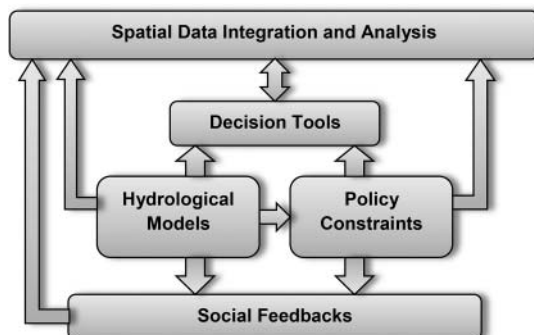 Spatial Data Integration and Analysis
Decision Tools
Hydrological
Models
Policy
Constraints
Social Feedbacks